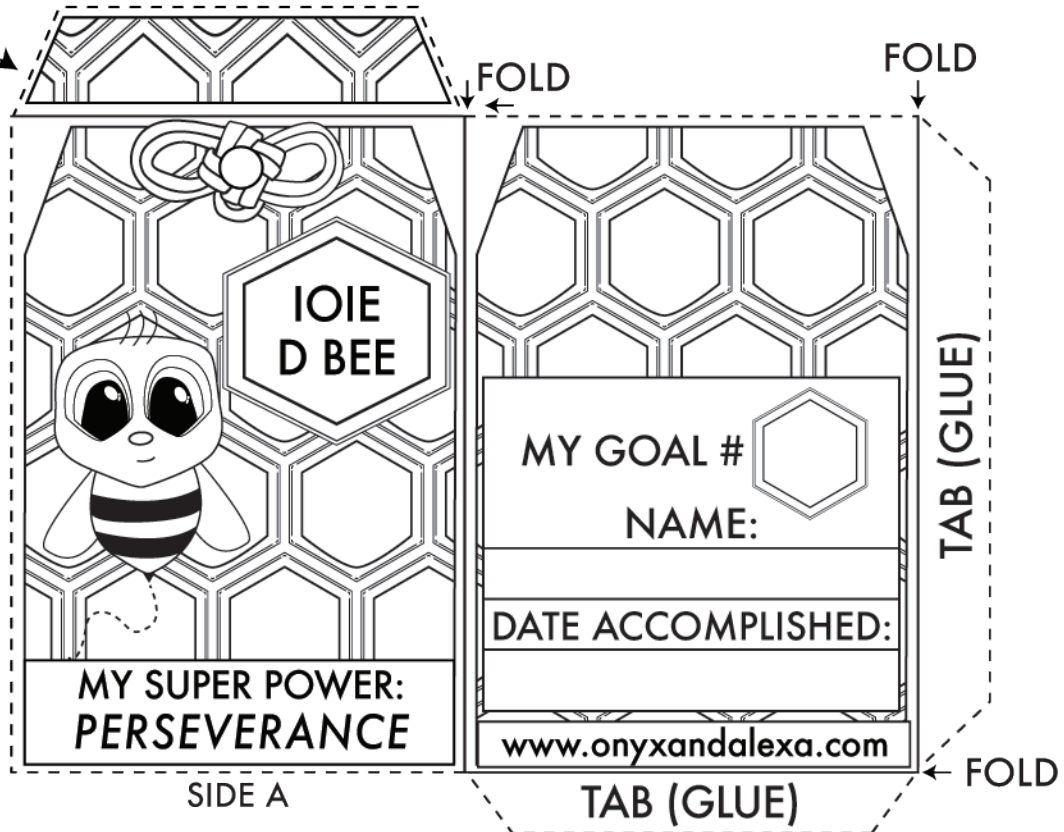 FOLD
FOLD
IOIE
D BEE
MY GOAL #
NAME:
DATE ACCOMPLISHED:
TAB (GLUE)
MY SUPER POWER:
PERSEVERANCE
www.onyxandalexa.com
FOLD
SIDE A
TAB (GLUE)